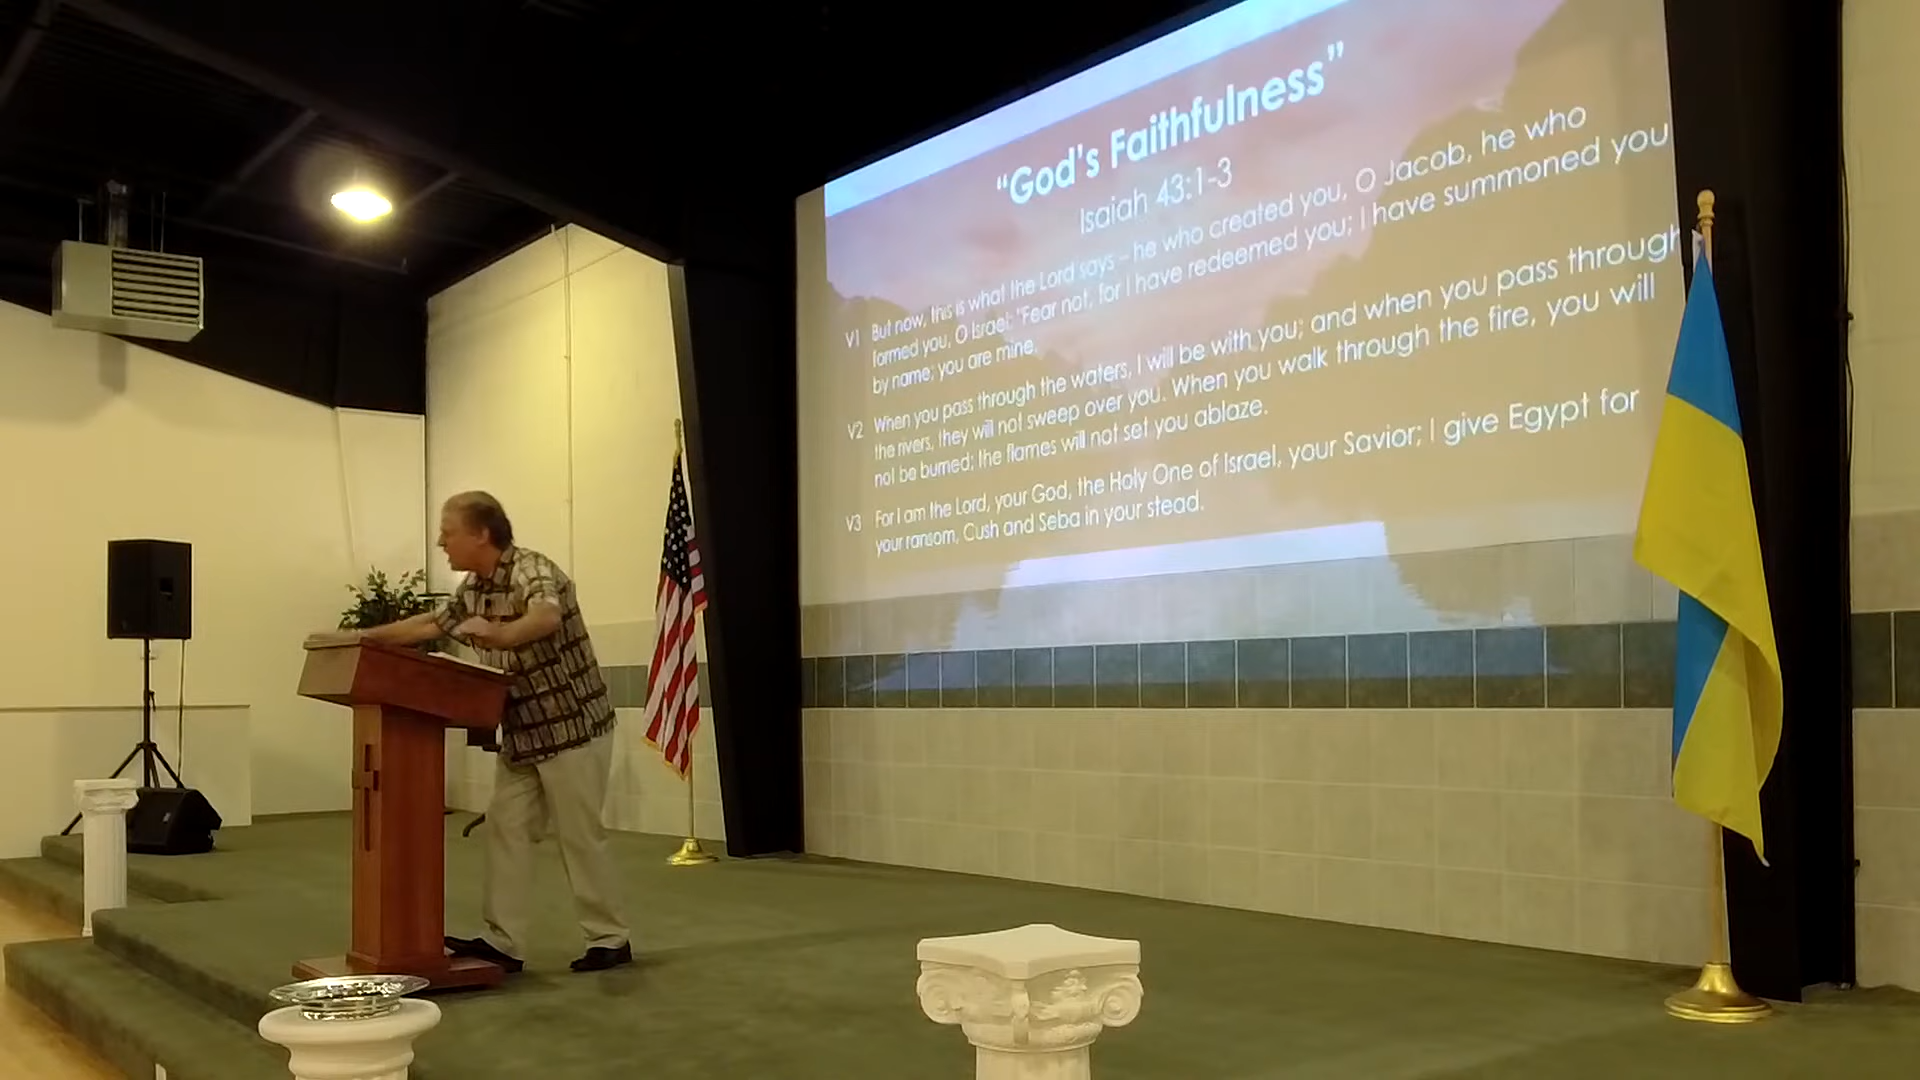 “God's Faithfulness”
Isaiah 43:1-3
V1 But now, this is what the Lord says – he who created you, O Jacob, he who
formed you, O Israel: "Fear not, for I have redeemed you; I have summoned you
by name; you are mine.
V2 When you pass through the waters, I will be with you; and when you pass through
the rivers, they will not sweep over you. When you walk through the fire, you will
not be burned; the flames will not set you ablaze.
V3 For I am the Lord, your God, the Holy One of Israel, your Savior; I give Egypt for
your ransom, Cush and Seba in your stead.